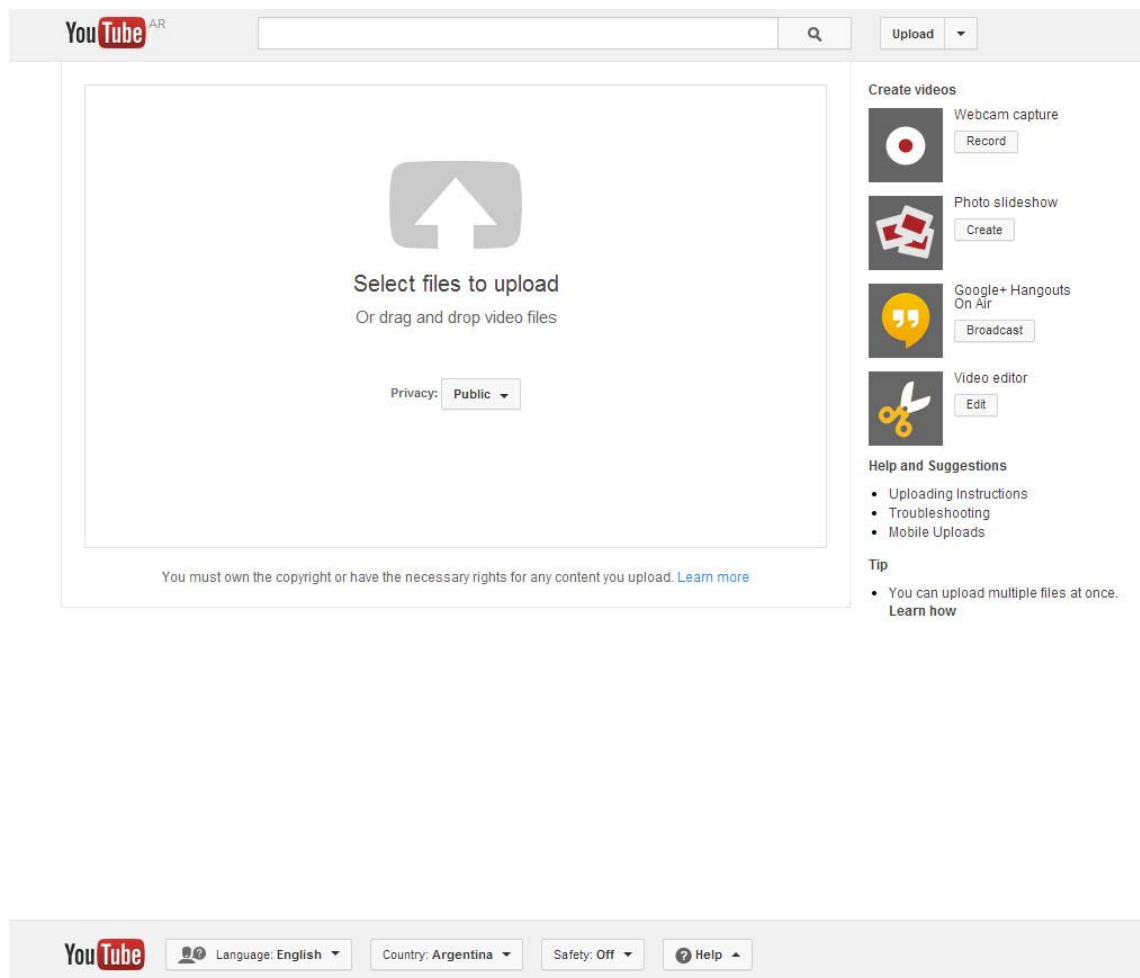 YouTube AR
Upload
Select files to upload
Or drag and drop video files
Privacy: Public
You must own the copyright or have the necessary rights for any content you upload. Learn more
Create videos
Webcam capture
Record
Photo slideshow
Create
Google+ Hangouts
On Air
Broadcast
Video editor
Edit
Help and Suggestions
Uploading Instructions
Troubleshooting
Mobile Uploads
Tip
You can upload multiple files at once.
Learn how
YouTube Language: English Country: Argentina Safety: Off Help